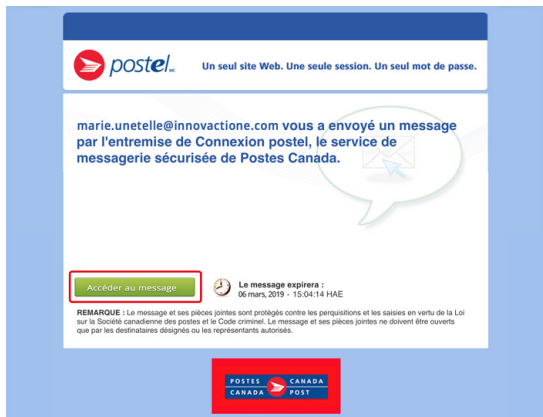 postel
Un seul site Web. Une seule session. Un seul mot de passe.
marie.unetelle@innovactione.com vous a envoyé un message
par l'entremise de Connexion postel, le service de
messagerie sécurisée de Postes Canada.
Accéder au message
Le message expirera :
06 mars, 2019 - 15:04:14 HAE
REMARQUE : Le message et ses pièces jointes sont protégés contre les perquisitions et les saisies en vertu de la Loi
sur la Société canadienne des postes et le Code criminel. Le message et ses pièces jointes ne doivent être ouverts
que par les destinataires désignés ou les représentants autorisés.
POSTES CANADA
CANADA POST